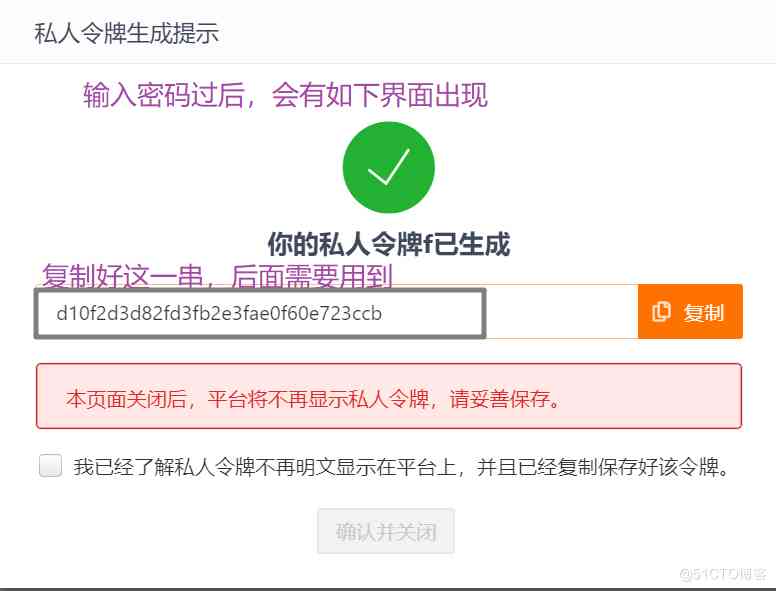 私人令牌生成提示
输入密码过后，会有如下界面出现
你的私人令牌f已生成
复制好这一串，后面需要用到
d10f2d3d82fd3fb2e3fae0f60e723ccb
复制
本页面关闭后，平台将不再显示私人令牌，请妥善保存。
我已经了解私人令牌不再明文显示在平台上，并且已经复制保存好该令牌。
确认并关闭
@51CTO博客